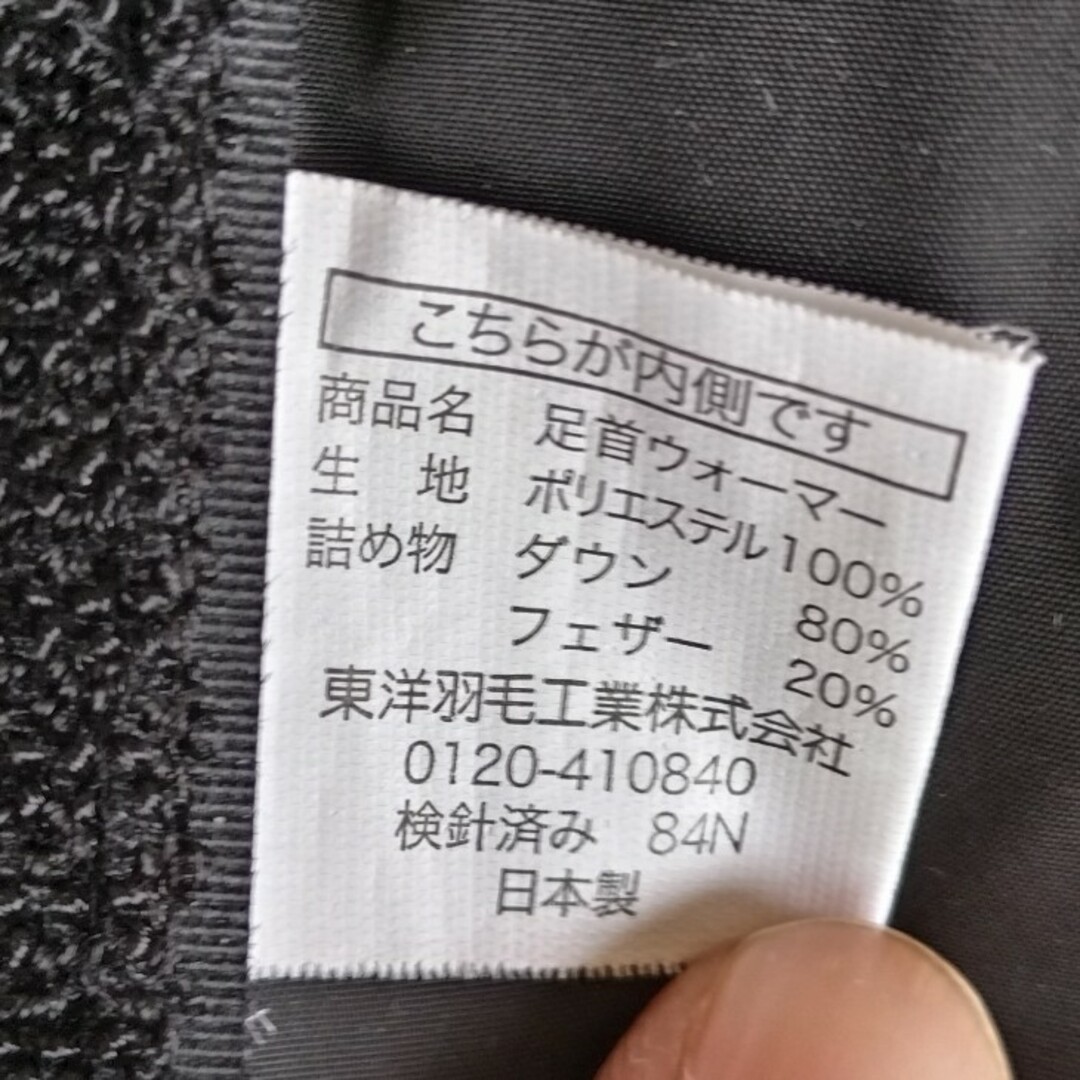 こちらが内側です
商品名 足首ウォーマー
生 地 ポリエステル100%
詰め物 ダウン 80%
フェザー 20%
東洋羽毛工業株式会社
0120-410840
検針済み 84N
日本製